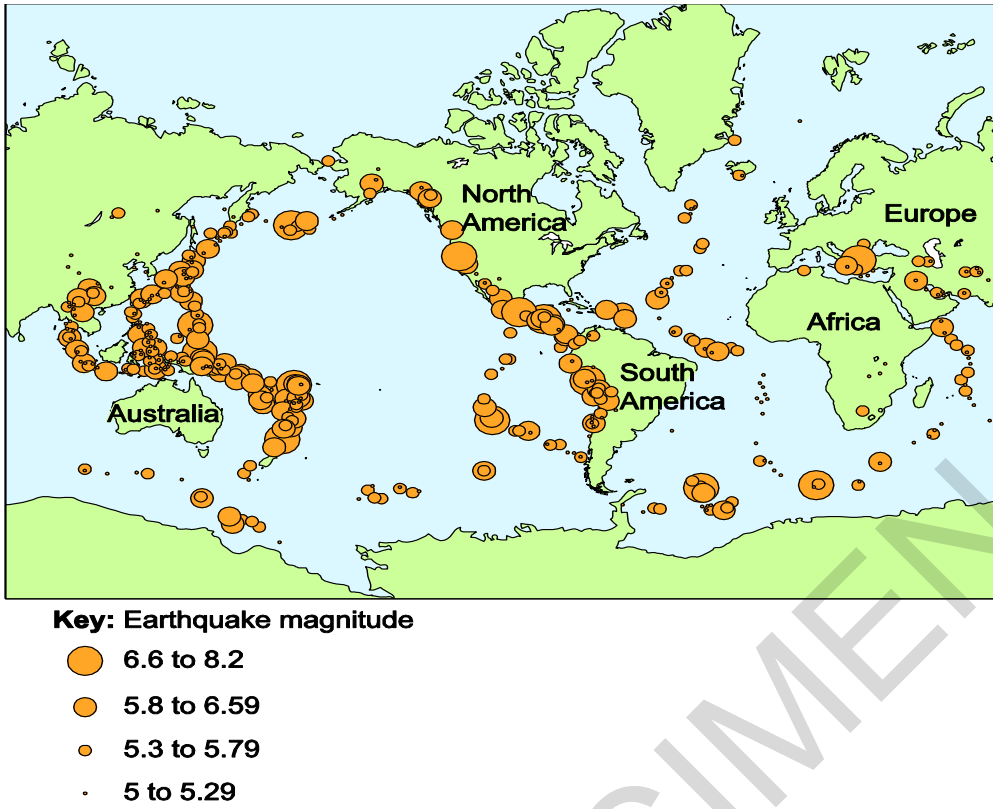 North
America
Europe
Africa
South
America
Australia
Key: Earthquake magnitude
6.6 to 8.2
5.8 to 6.59
5.3 to 5.79
5 to 5.29
CIMEN